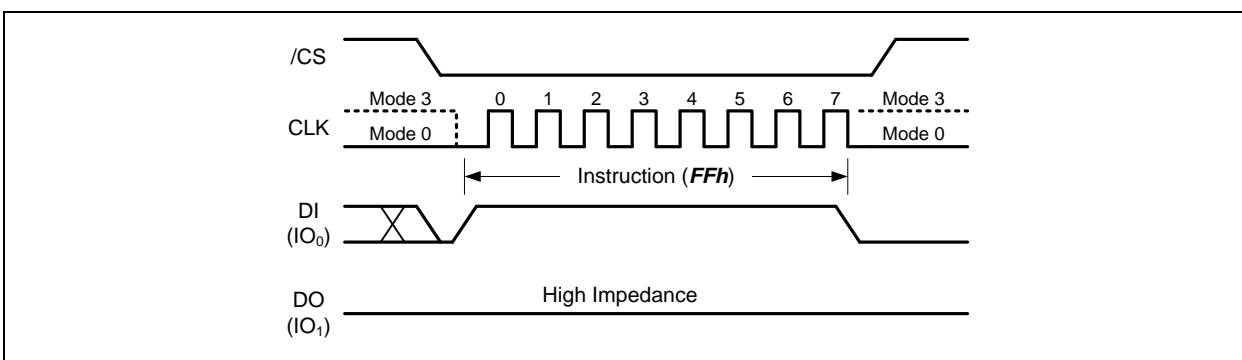 /CS
Mode 3 0 1 2 3 4 5 6 7 Mode 3
CLK
Mode 0 Mode 0
Instruction (FFh)
DI
(IO₀)
High Impedance
DO
(IO₁)